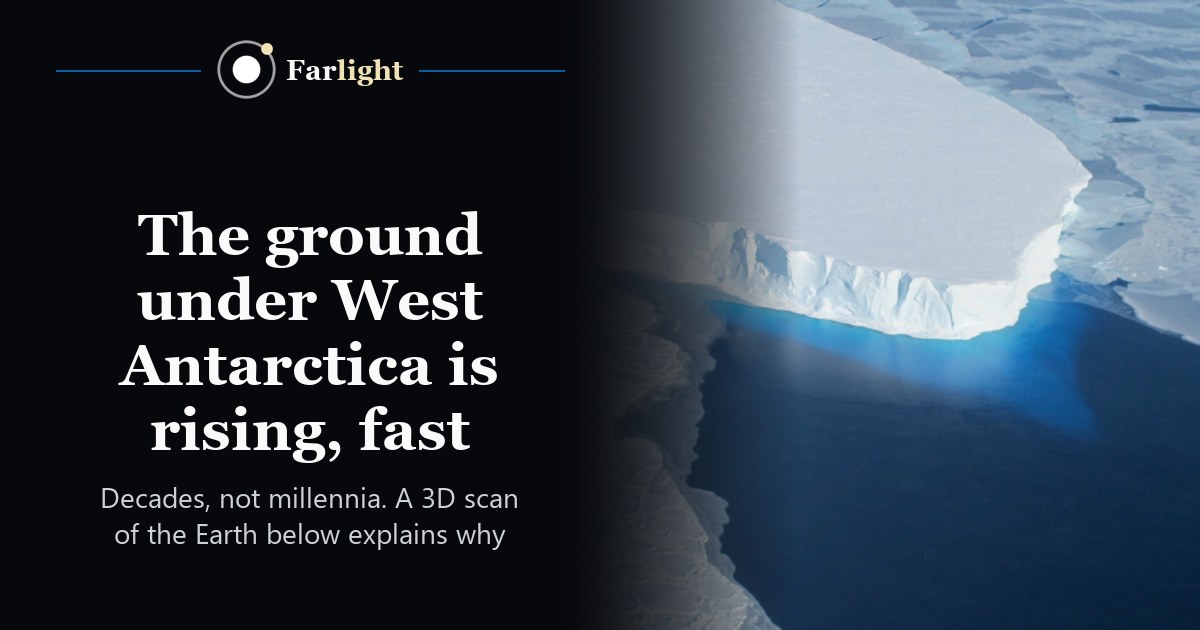 Farlight
The ground
under West
Antarctica is
rising, fast
Decades, not millennia. A 3D scan
of the Earth below explains why